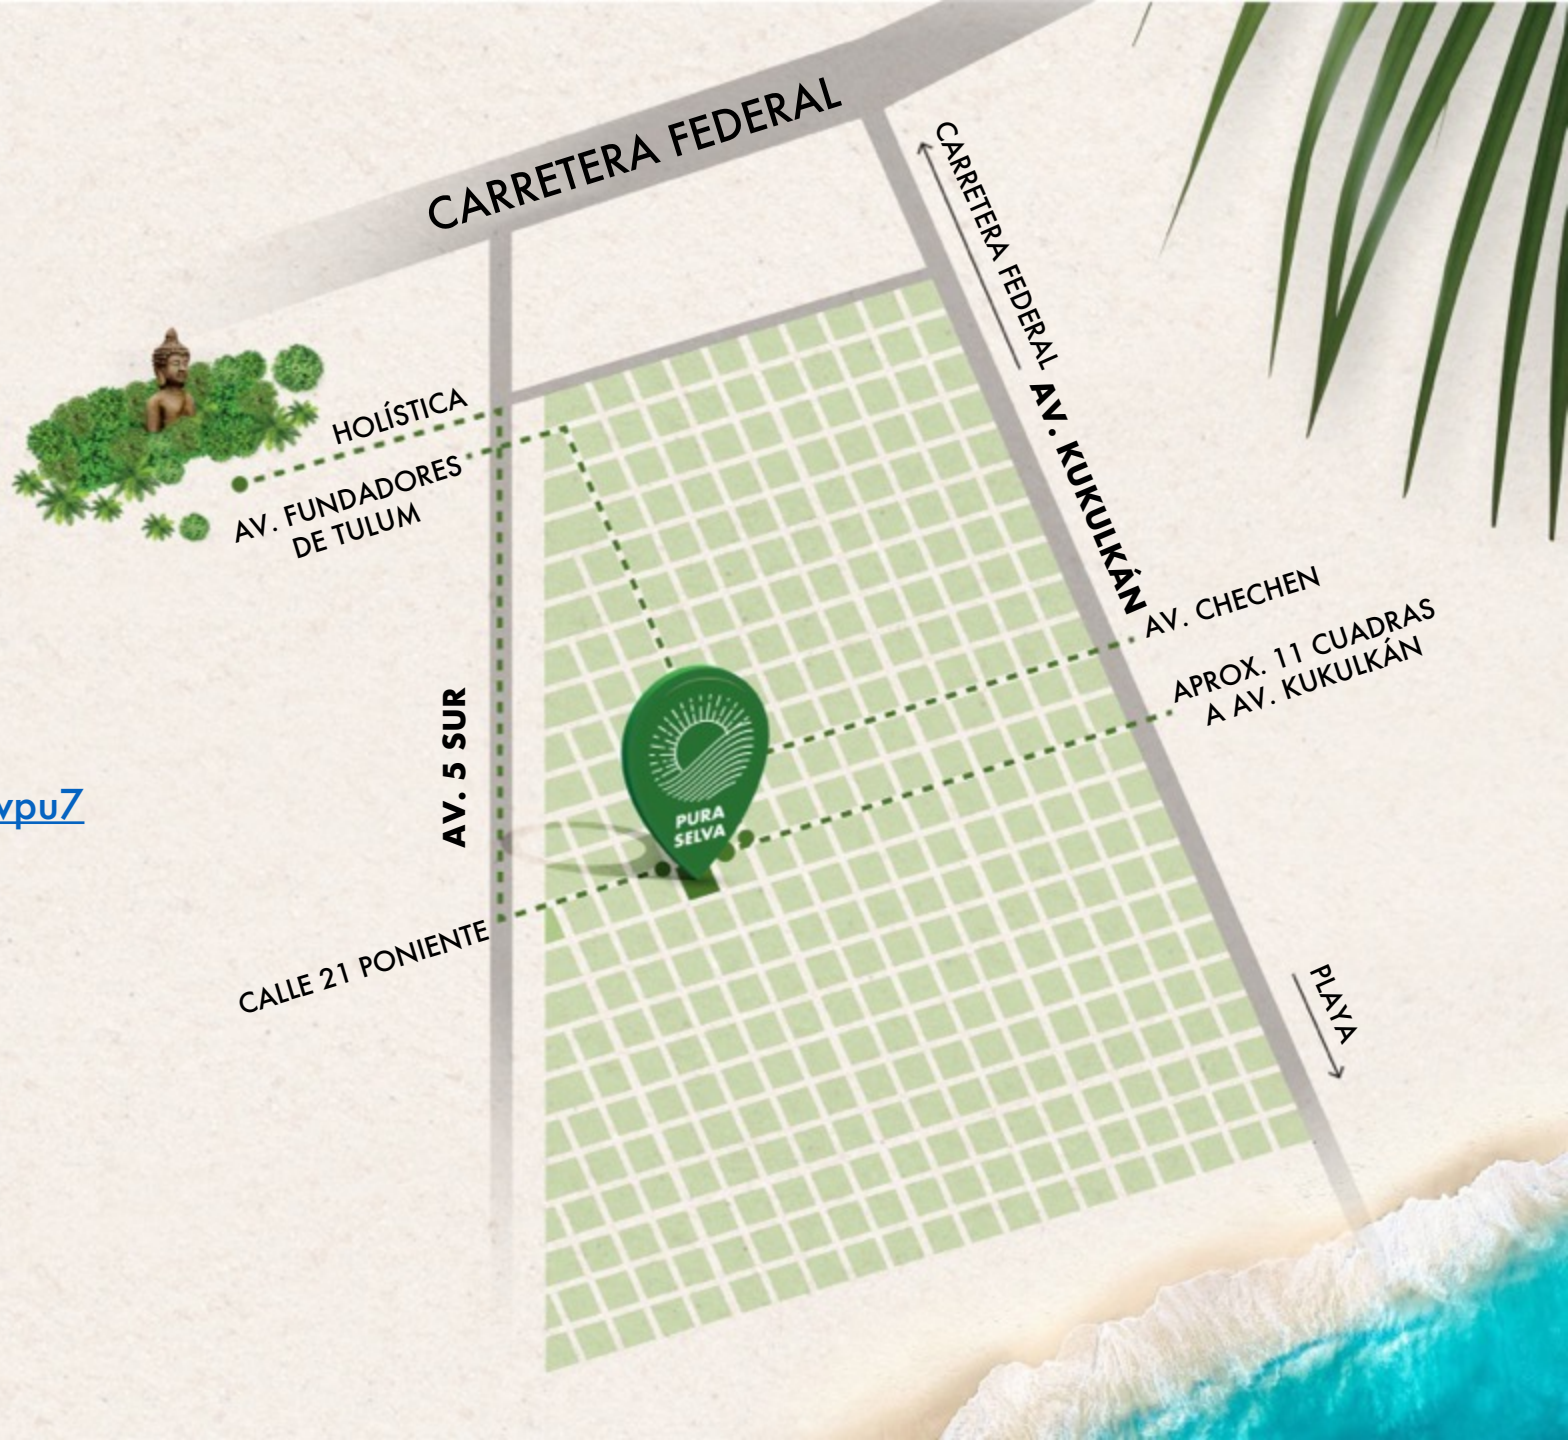 CARRETERA FEDERAL
CARRETERA FEDERAL
AV. KUKULKÁN
HOLÍSTICA
AV. FUNDADORES
DE TULUM
AV. CHECHEN
APROX. 11 CUADRAS
A AV. KUKULKÁN
AV. 5 SUR
vpu7
PURA
SELVA
CALLE 21 PONIENTE
PLAYA